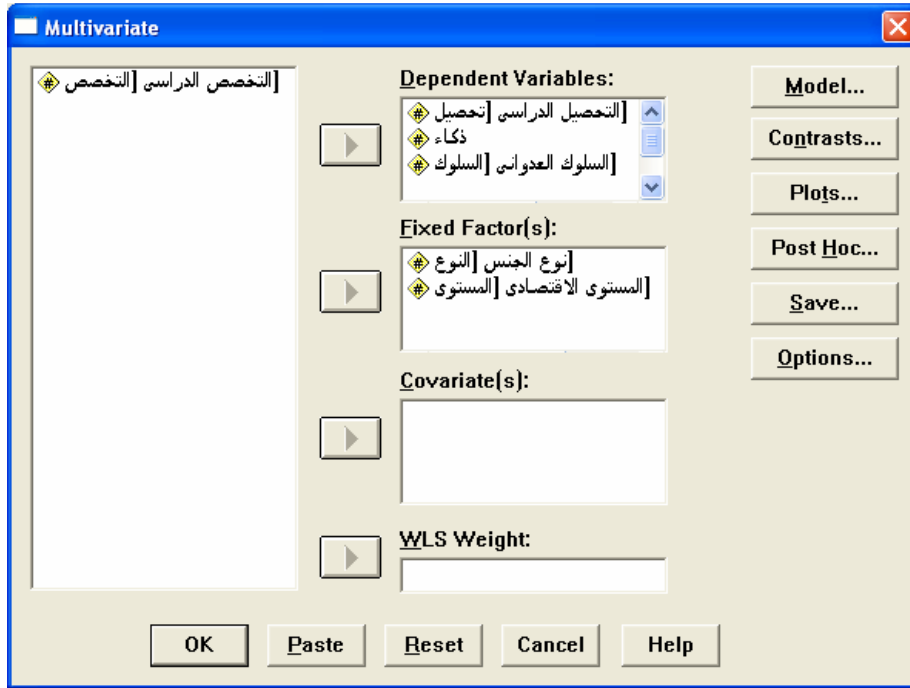 Multivariate
التخصص الدراسى [التخصص]
Dependent Variables:
التحصيل الدراسى [تحصيل]
ذكاء
السلوك العدوانى [السلوك]
Fixed Factor(s):
نوع الجنس [النوع]
المستوى الاقتصادى [المستوى]
Covariate(s):
WLS Weight:
Model...
Contrasts...
Plots...
Post Hoc...
Save...
Options...
OK
Paste
Reset
Cancel
Help